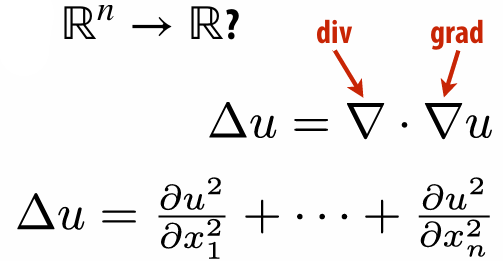 ℝⁿ → ℝ?
div grad
Δu = ∇ · ∇u
Δu = ∂u²/∂x₁² + ··· + ∂u²/∂xₙ²